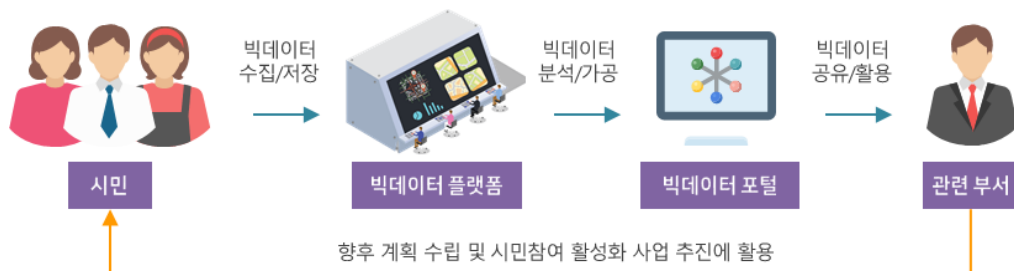 빅데이터
수집/저장
빅데이터
분석/가공
빅데이터
공유/활용
시민
빅데이터 플랫폼
빅데이터 포털
관련 부서
향후 계획 수립 및 시민참여 활성화 사업 추진에 활용